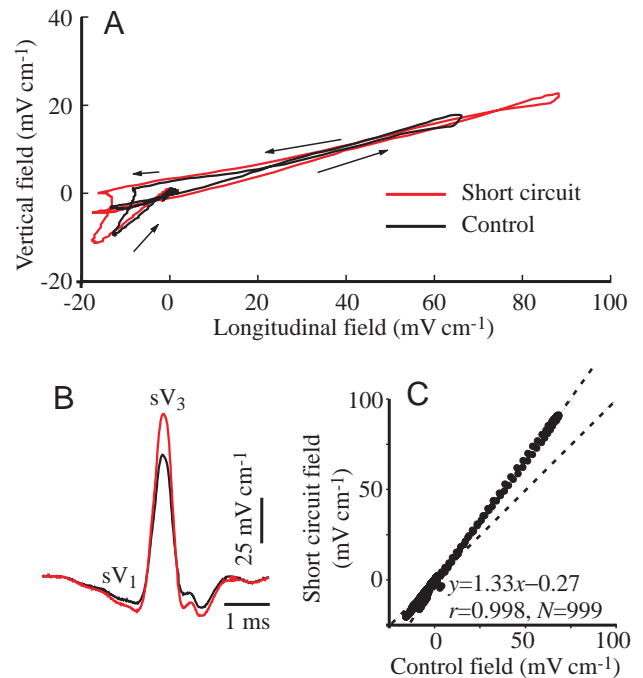 A
Vertical field (mV cm-1)
40
20
0
-20
-20
0
20
40
60
80
100
Longitudinal field (mV cm-1)
Short circuit
Control
B
sV3
sV1
25 mV cm-1
1 ms
C
Short circuit field
(mV cm-1)
100
50
0
y=1.33x−0.27
r=0.998, N=999
0
50
100
Control field (mV cm-1)